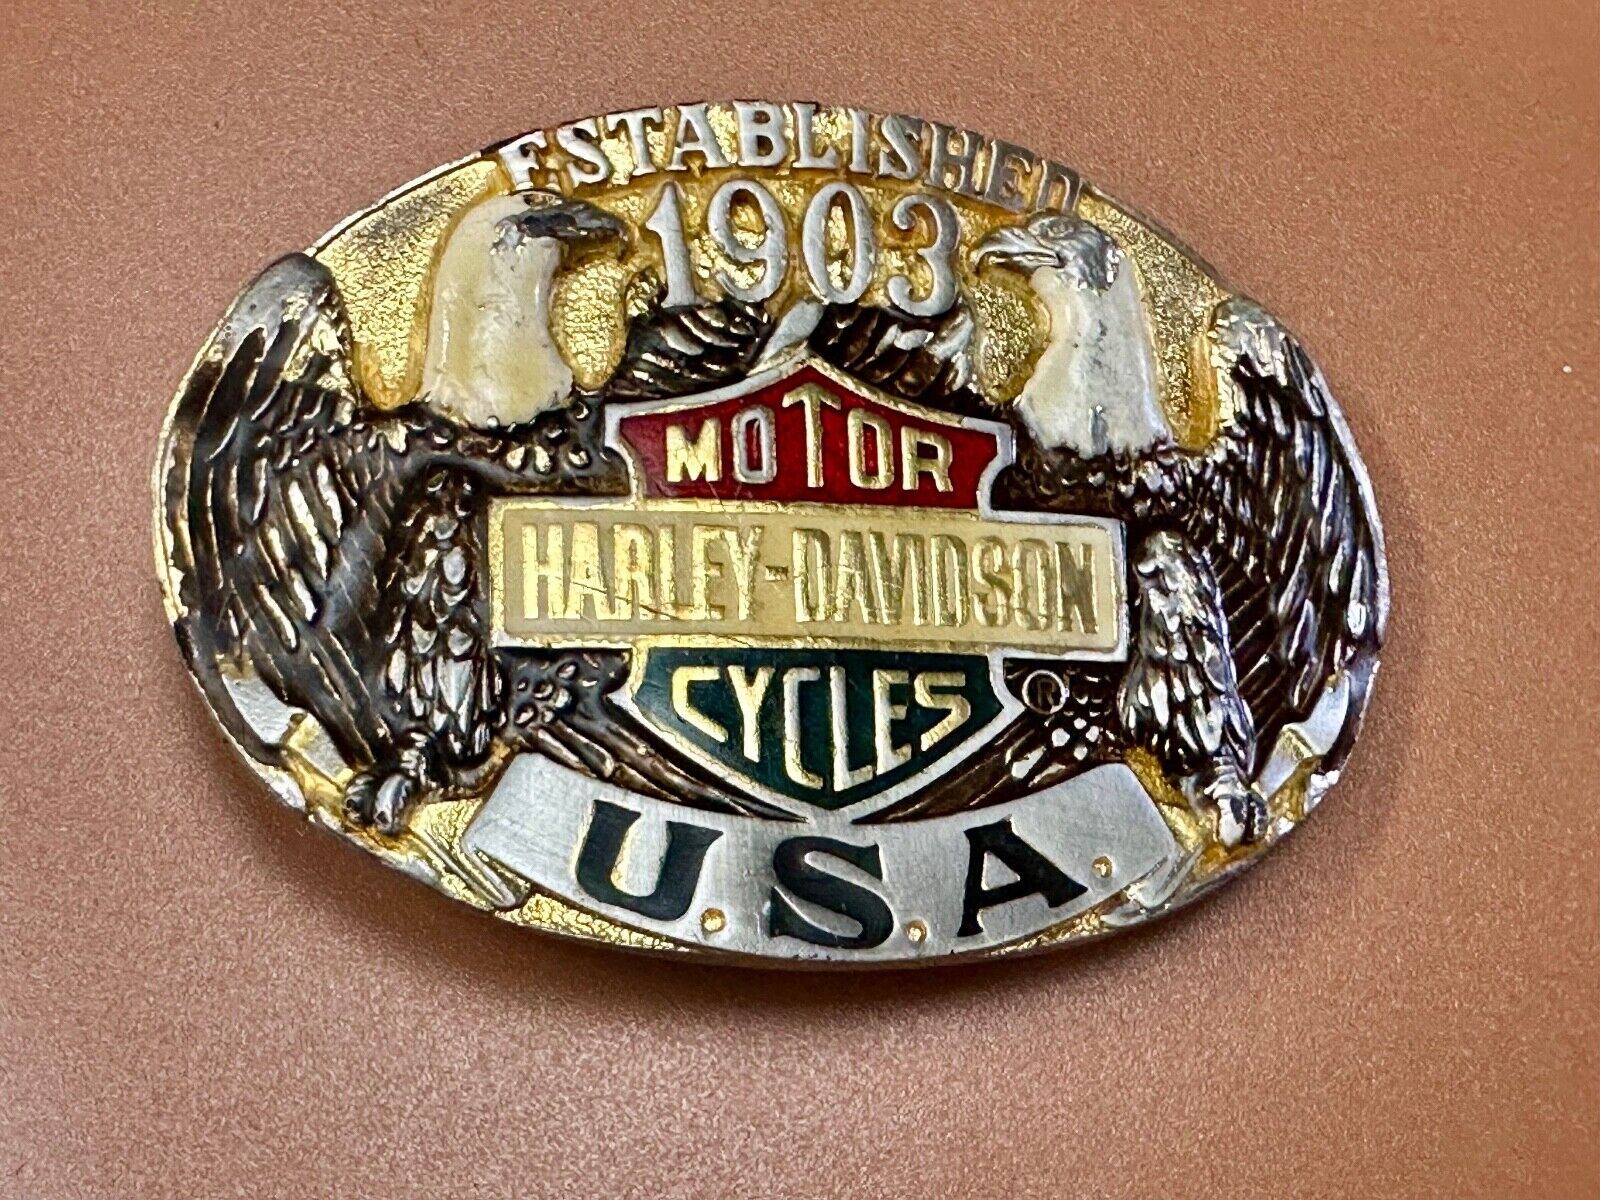 ESTABLISHED
1903
MOTOR
HARLEY-DAVIDSON
CYCLES ®
U.S.A.